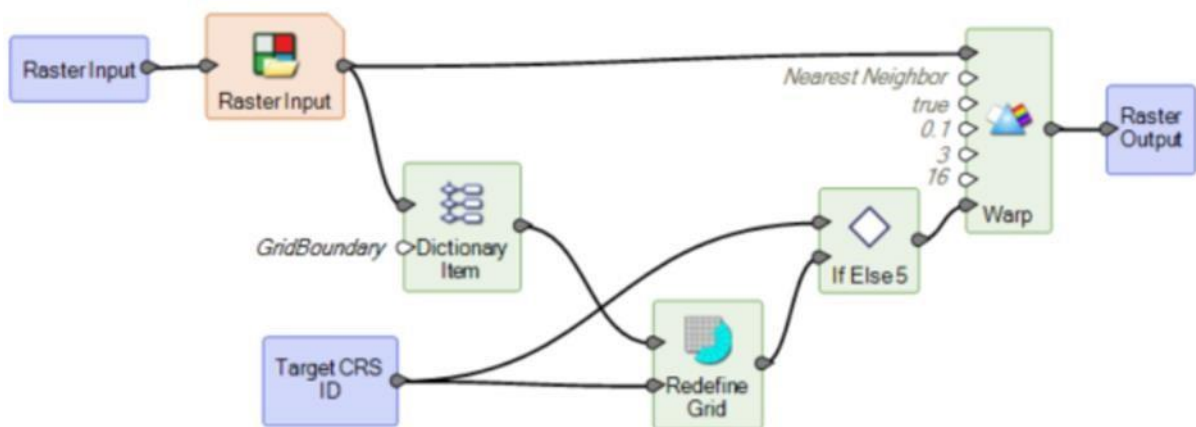 Raster Input
Raster Input
Nearest Neighbor
true
0.1
3
16
Warp
Raster
Output
GridBoundary
Dictionary
Item
If Else 5
Target CRS
ID
Redefine
Grid